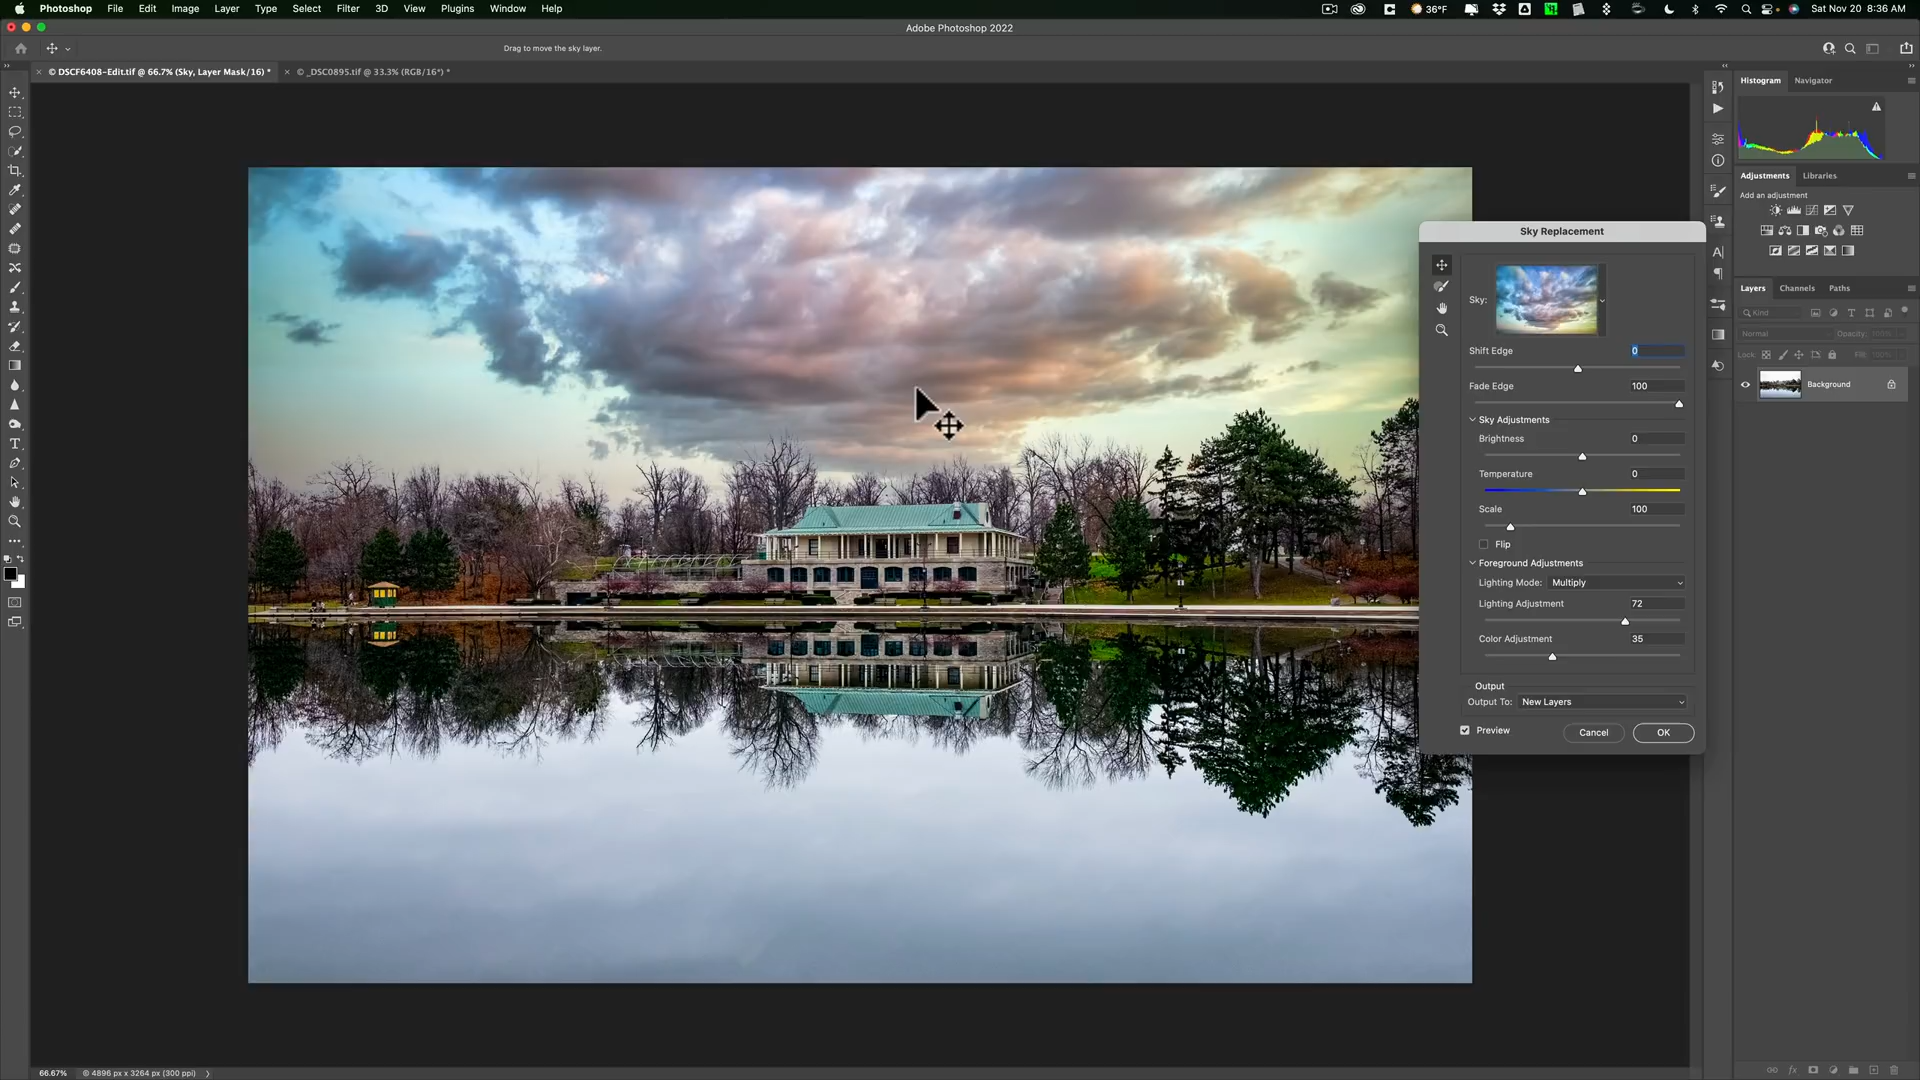 Photoshop File Edit Image Layer Type Select Filter 3D View Plugins Window Help 36°F Sat Nov 20 8:36 AM
Adobe Photoshop 2022
Drag to move the sky layer.
© DSCF6408-Edit.tif @ 66.7% (Sky, Layer Mask/16) *
© _DSC0895.tif @ 33.3% (RGB/16*) *
Histogram Navigator
Adjustments Libraries
Add an adjustment
Layers Channels Paths
Kind
Normal Opacity: 100%
Lock: Fill: 100%
Background
Sky Replacement
Sky:
Shift Edge 0
Fade Edge 100
Sky Adjustments
Brightness 0
Temperature 0
Scale 100
Flip
Foreground Adjustments
Lighting Mode: Multiply
Lighting Adjustment 72
Color Adjustment 35
Output
Output To: New Layers
Preview Cancel OK
66.67% 4896 px x 3264 px (300 ppi)